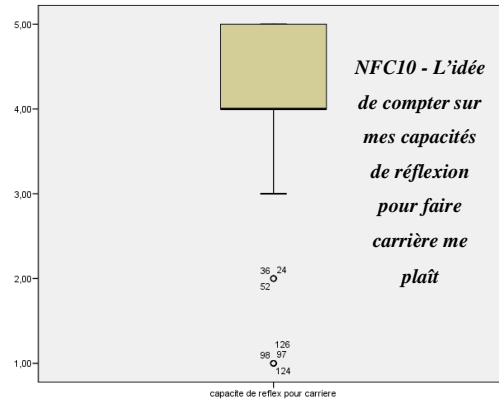 5,00
4,00
3,00
2,00
1,00
NFC10 - L'idée
de compter sur
mes capacités
de réflexion
pour faire
carrière me
plaît
36 24
52
126
98 97
124
capacite de reflex pour carriere